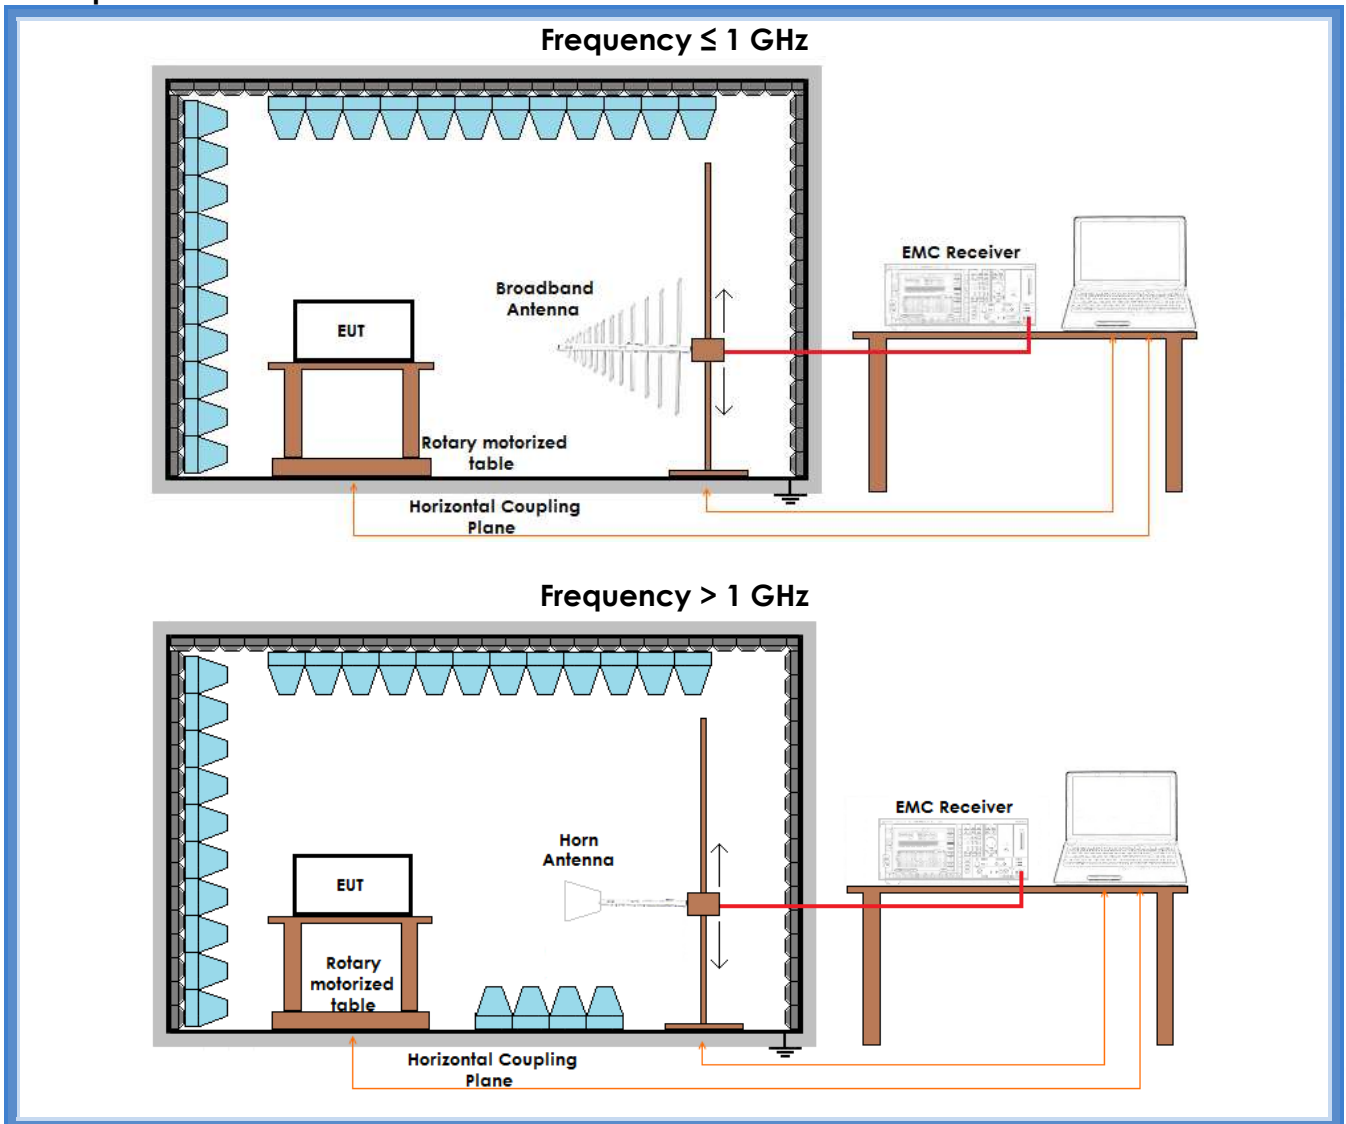 Frequency ≤ 1 GHz
EMC Receiver
Broadband
Antenna
EUT
Rotary motorized
table
Horizontal Coupling
Plane
Frequency > 1 GHz
EMC Receiver
Horn
Antenna
EUT
Rotary
motorized
table
Horizontal Coupling
Plane